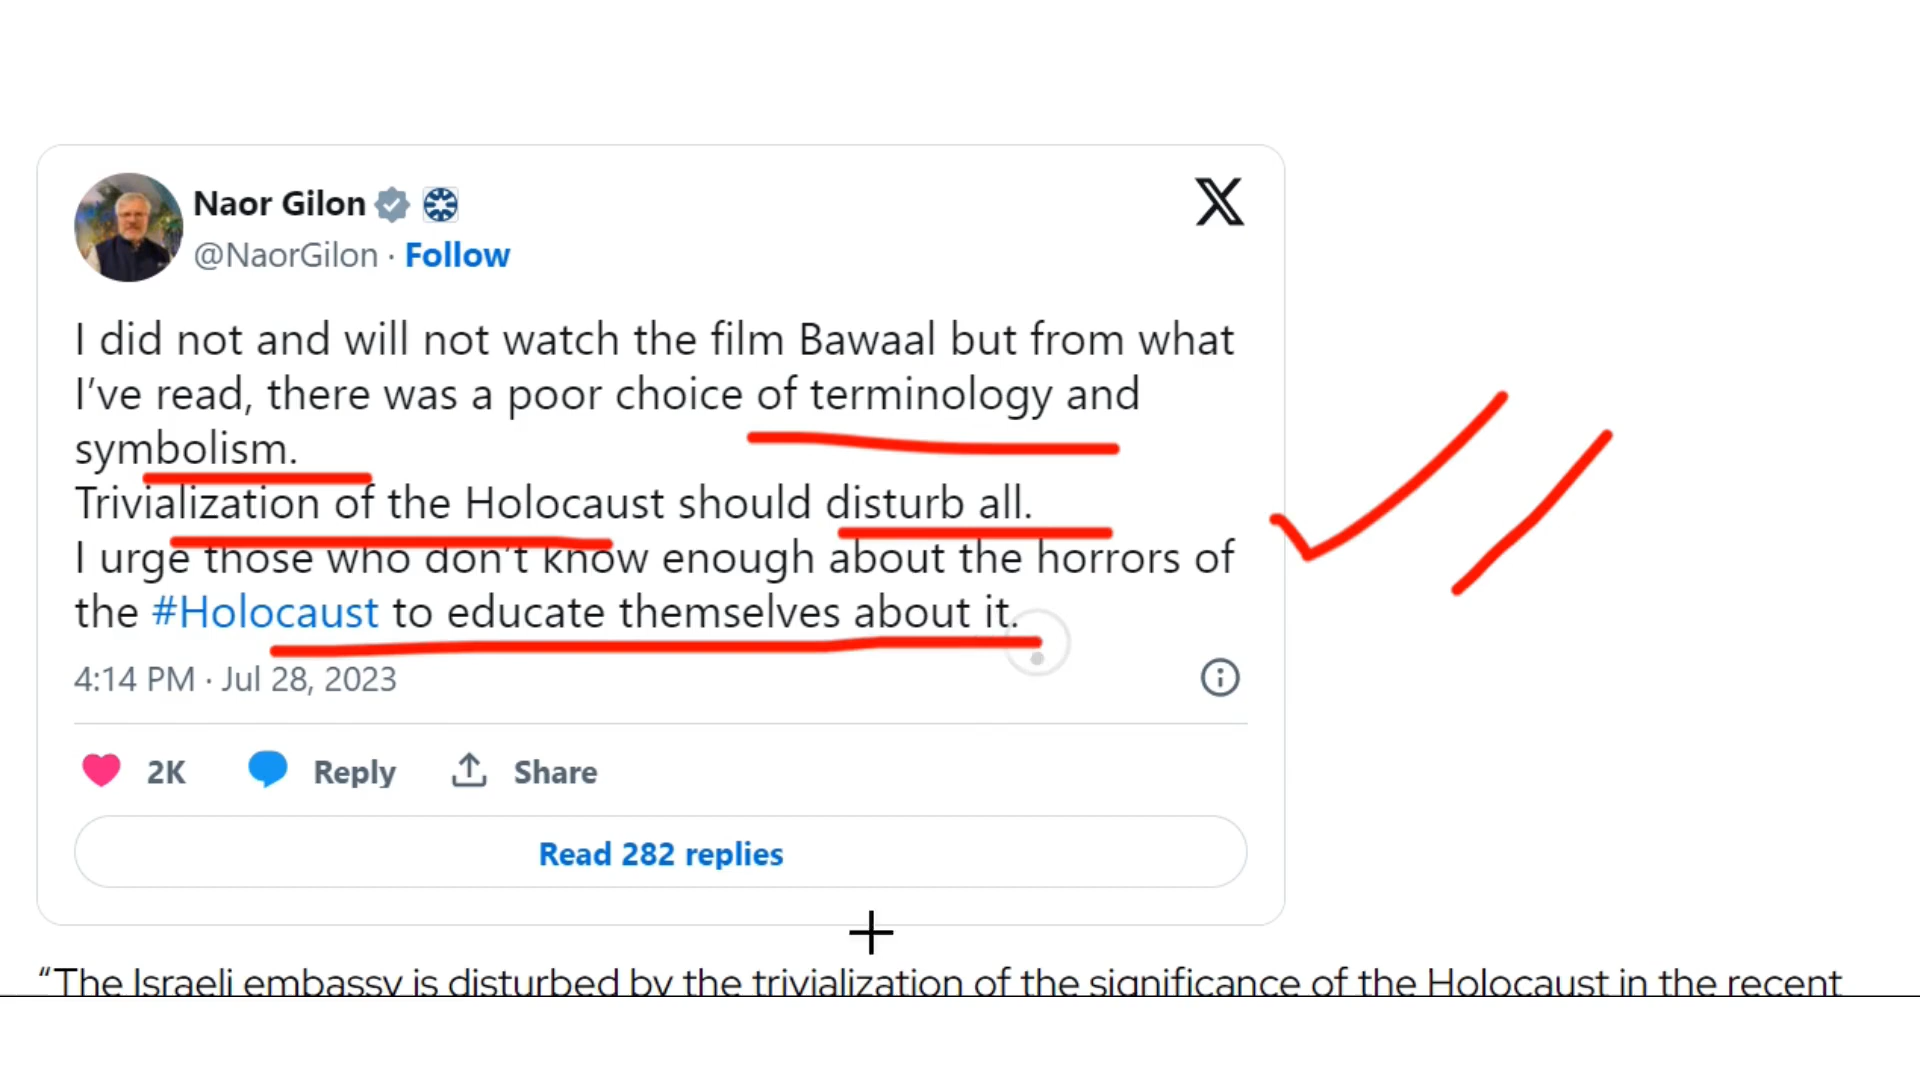 Naor Gilon
@NaorGilon · Follow
I did not and will not watch the film Bawaal but from what
I’ve read, there was a poor choice of terminology and
symbolism.
Trivialization of the Holocaust should disturb all.
I urge those who don’t know enough about the horrors of
the #Holocaust to educate themselves about it.
4:14 PM · Jul 28, 2023
2K Reply Share
Read 282 replies
“The Israeli embassy is disturbed by the trivialization of the significance of the Holocaust in the recent